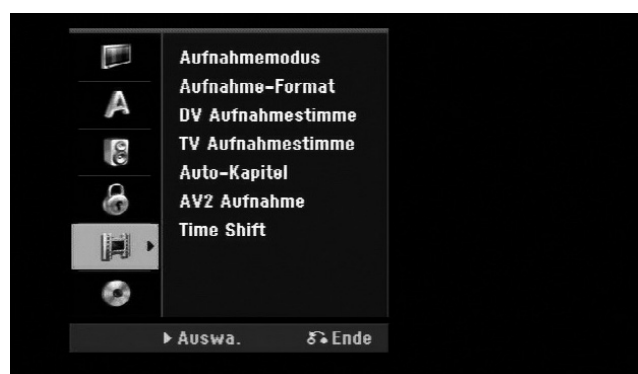 Aufnahmemodus
Aufnahme-Format
DV Aufnahmestimme
TV Aufnahmestimme
Auto-Kapitel
AV2 Aufnahme
Time Shift
Auswa. Ende